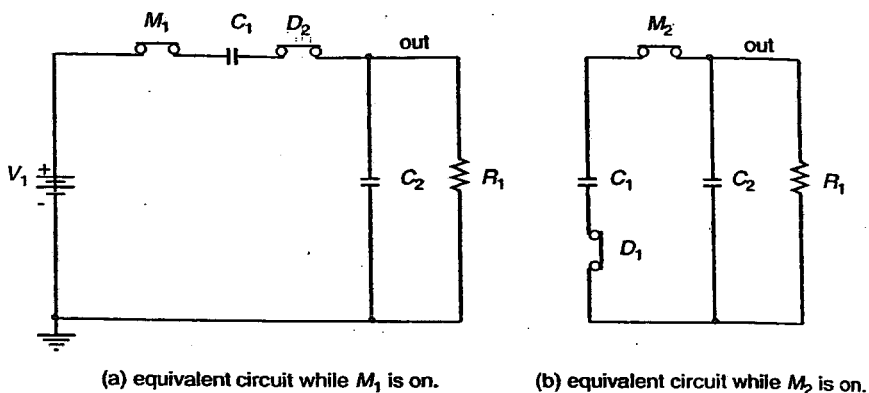 M₁ C₁ D₂ out
V₁ + - C₂ R₁
(a) equivalent circuit while M₁ is on.
M₂ out
C₁ C₂ R₁
D₁
(b) equivalent circuit while M₂ is on.